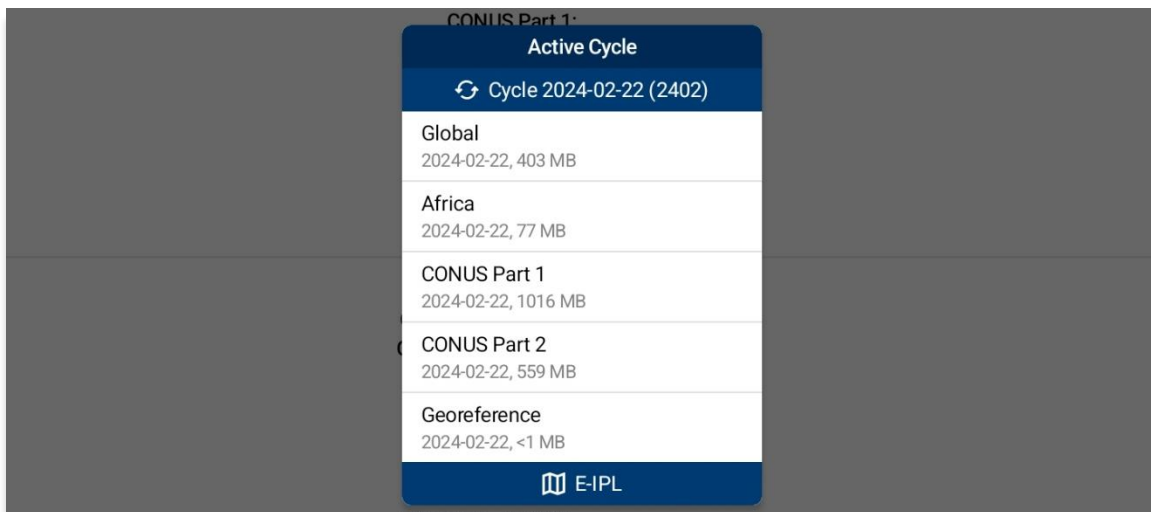 CONUS Part 1:
Active Cycle
Cycle 2024-02-22 (2402)
Global
2024-02-22, 403 MB
Africa
2024-02-22, 77 MB
CONUS Part 1
2024-02-22, 1016 MB
CONUS Part 2
2024-02-22, 559 MB
Georeference
2024-02-22, <1 MB
E-IPL